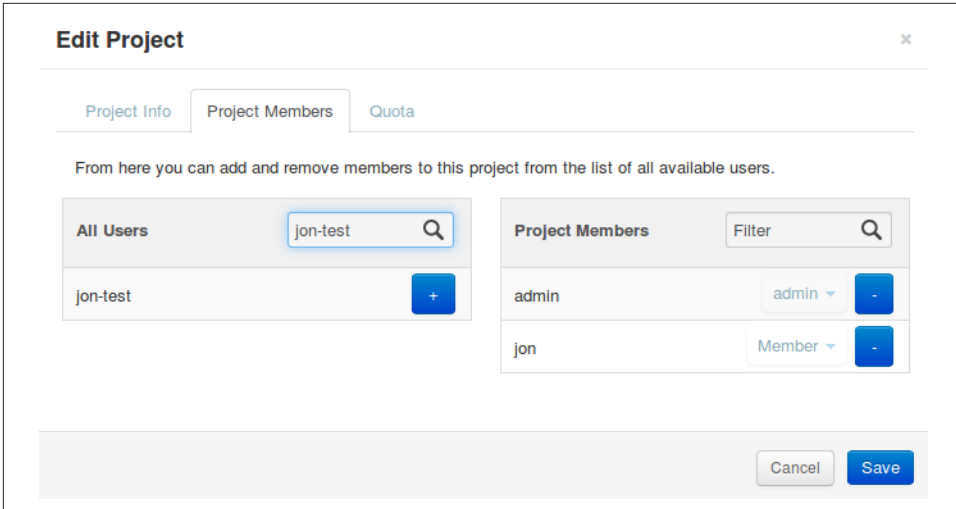 Edit Project ×
Project Info Project Members Quota
From here you can add and remove members to this project from the list of all available users.
All Users jon-test
jon-test +
Project Members Filter
admin admin -
jon Member -
Cancel Save